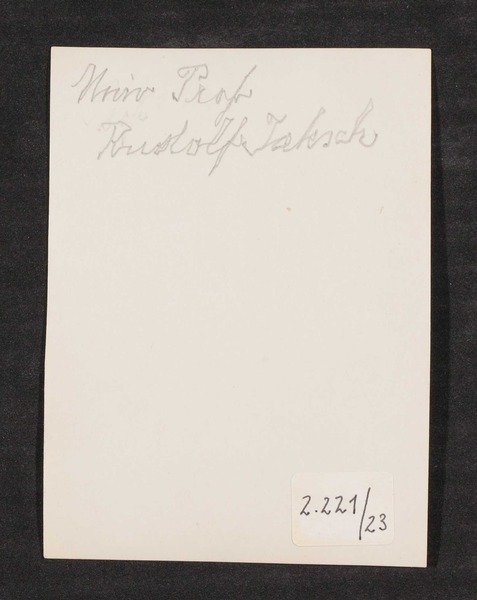 Univ Prof
Rudolf Jaksch
2.221/23